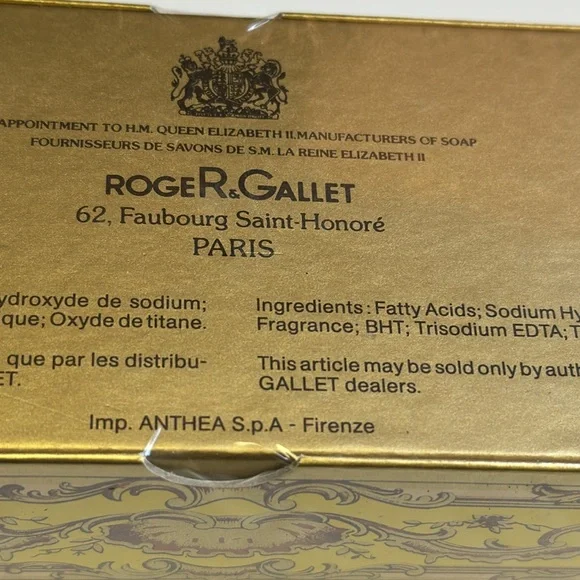 APPOINTMENT TO H.M. QUEEN ELIZABETH II.MANUFACTURERS OF SOAP
FOURNISSEURS DE SAVONS DE S.M. LA REINE ELIZABETH II
ROGER&GALLET
62, Faubourg Saint-Honoré
PARIS
ydroxyde de sodium;
que; Oxyde de titane.
que par les distribu-
ET.
Ingredients: Fatty Acids; Sodium Hy
Fragrance; BHT; Trisodium EDTA; T
This article may be sold only by auth
GALLET dealers.
Imp. ANTHEA S.p.A - Firenze